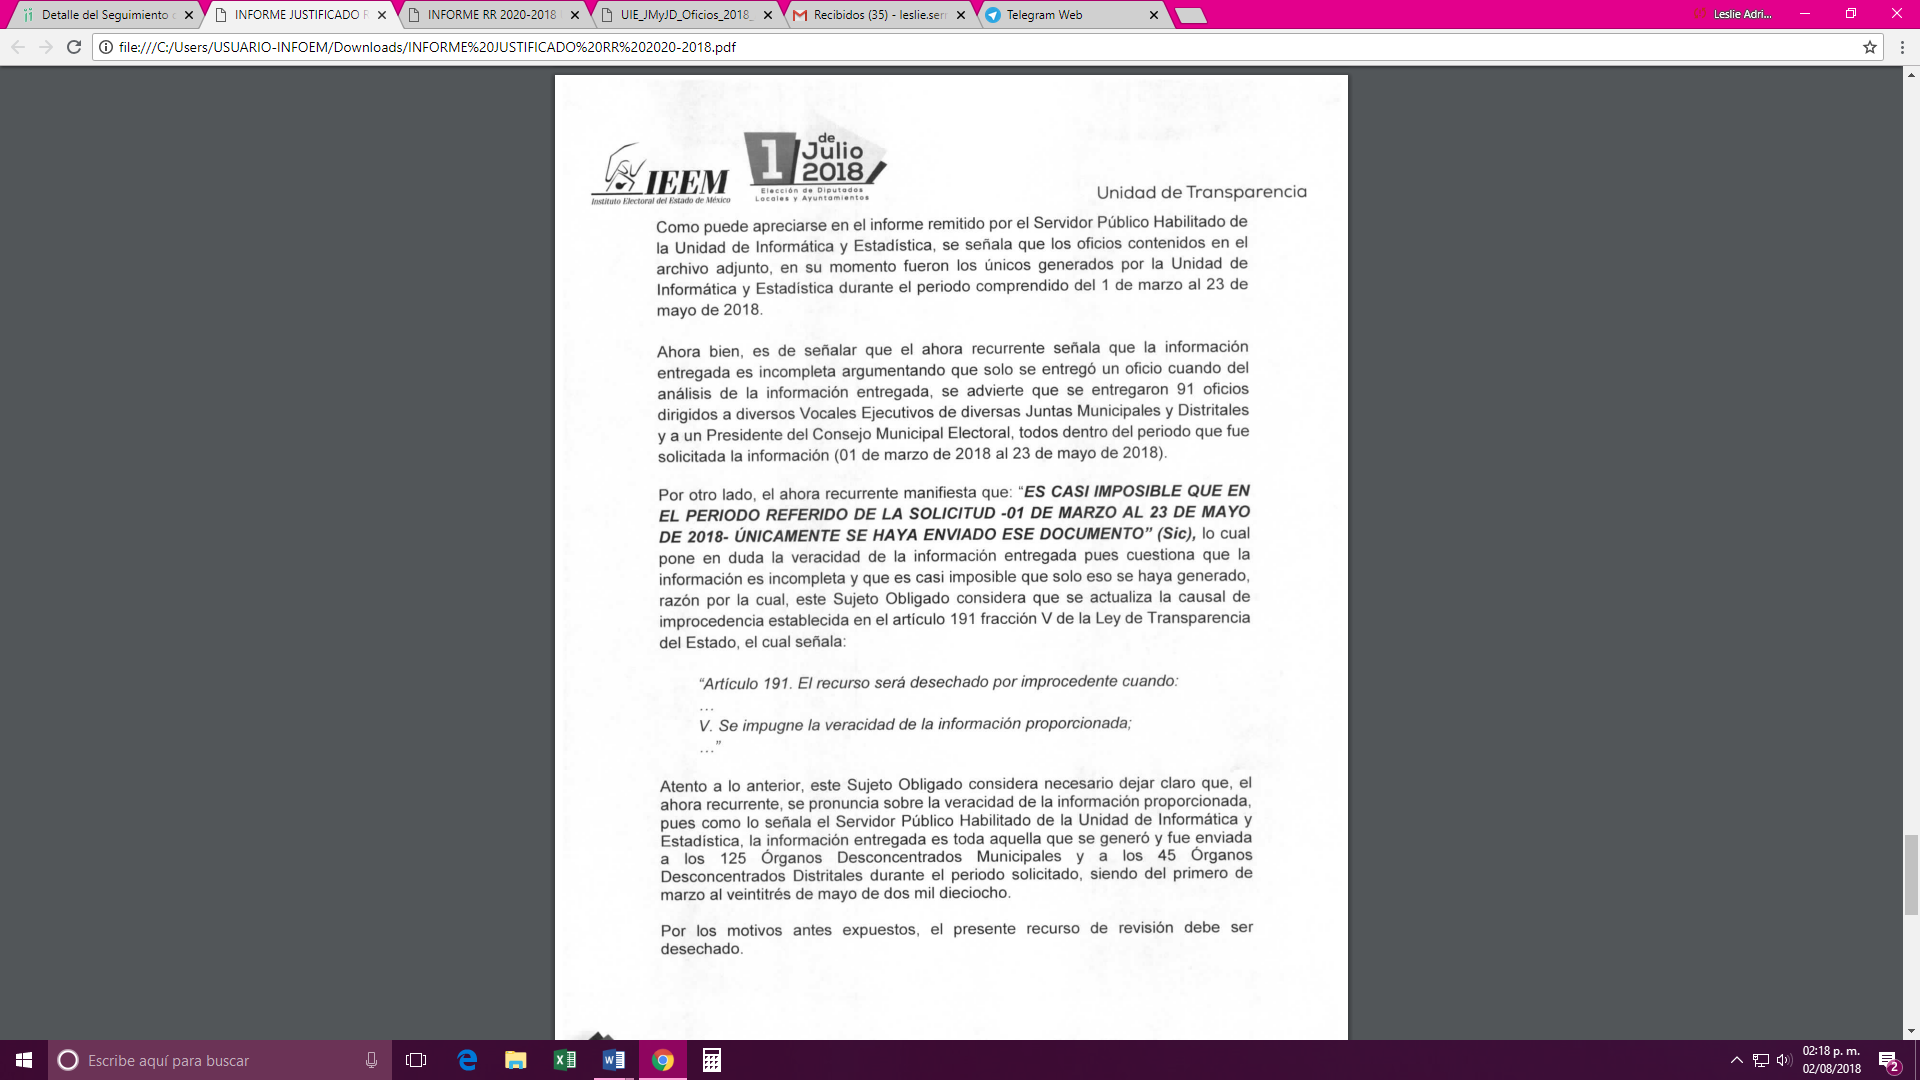 Detalle del Seguimiento
INFORME JUSTIFICADO R
INFORME RR 2020-2018
UIE_JMyJD_Oficios_2018_
Recibidos (35) - leslie.ser
Telegram Web
Leslie Adri...
file:///C:/Users/USUARIO-INFOEM/Downloads/INFORME%20JUSTIFICADO%20RR%202020-2018.pdf
IEEM
Instituto Electoral del Estado de México
1 de Julio 2018
Elección de Diputados
Locales y Ayuntamientos
Unidad de Transparencia
Como puede apreciarse en el informe remitido por el Servidor Público Habilitado de
la Unidad de Informática y Estadística, se señala que los oficios contenidos en el
archivo adjunto, en su momento fueron los únicos generados por la Unidad de
Informática y Estadística durante el periodo comprendido del 1 de marzo al 23 de
mayo de 2018.
Ahora bien, es de señalar que el ahora recurrente señala que la información
entregada es incompleta argumentando que solo se entregó un oficio cuando del
análisis de la información entregada, se advierte que se entregaron 91 oficios
dirigidos a diversos Vocales Ejecutivos de diversas Juntas Municipales y Distritales
y a un Presidente del Consejo Municipal Electoral, todos dentro del periodo que fue
solicitada la información (01 de marzo de 2018 al 23 de mayo de 2018).
Por otro lado, el ahora recurrente manifiesta que: “ES CASI IMPOSIBLE QUE EN
EL PERIODO REFERIDO DE LA SOLICITUD -01 DE MARZO AL 23 DE MAYO
DE 2018- ÚNICAMENTE SE HAYA ENVIADO ESE DOCUMENTO” (Sic), lo cual
pone en duda la veracidad de la información entregada pues cuestiona que la
información es incompleta y que es casi imposible que solo eso se haya generado,
razón por la cual, este Sujeto Obligado considera que se actualiza la causal de
improcedencia establecida en el artículo 191 fracción V de la Ley de Transparencia
del Estado, el cual señala:
“Artículo 191. El recurso será desechado por improcedente cuando:
…
V. Se impugne la veracidad de la información proporcionada;
…”
Atento a lo anterior, este Sujeto Obligado considera necesario dejar claro que, el
ahora recurrente, se pronuncia sobre la veracidad de la información proporcionada,
pues como lo señala el Servidor Público Habilitado de la Unidad de Informática y
Estadística, la información entregada es toda aquella que se generó y fue enviada
a los 125 Órganos Desconcentrados Municipales y a los 45 Órganos
Desconcentrados Distritales durante el periodo solicitado, siendo del primero de
marzo al veintitrés de mayo de dos mil dieciocho.
Por los motivos antes expuestos, el presente recurso de revisión debe ser
desechado.
Escribe aquí para buscar
02:18 p. m.
02/08/2018
2